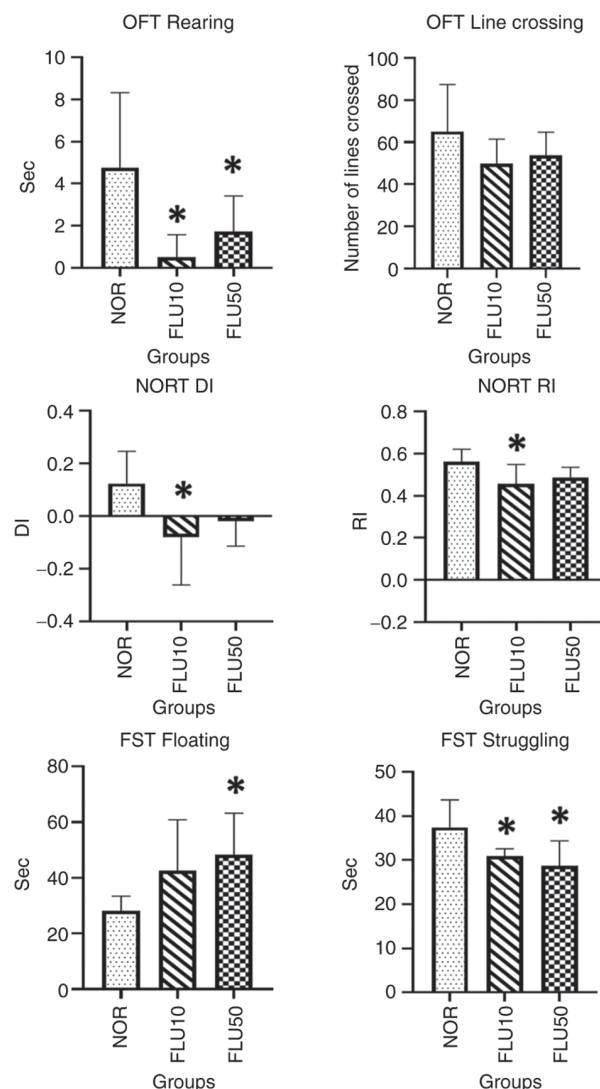 OFT Rearing
10
8
6
4
2
0
Sec
*
*
NOR
FLU10
FLU50
Groups
OFT Line crossing
100
80
60
40
20
0
Number of lines crossed
NOR
FLU10
FLU50
Groups
NORT DI
0.4
0.2
0.0
−0.2
−0.4
DI
*
NOR
FLU10
FLU50
Groups
NORT RI
0.8
0.6
0.4
0.2
0.0
−0.2
RI
*
NOR
FLU10
FLU50
Groups
FST Floating
80
60
40
20
0
Sec
*
NOR
FLU10
FLU50
Groups
FST Struggling
50
40
30
20
10
0
Sec
*
*
NOR
FLU10
FLU50
Groups